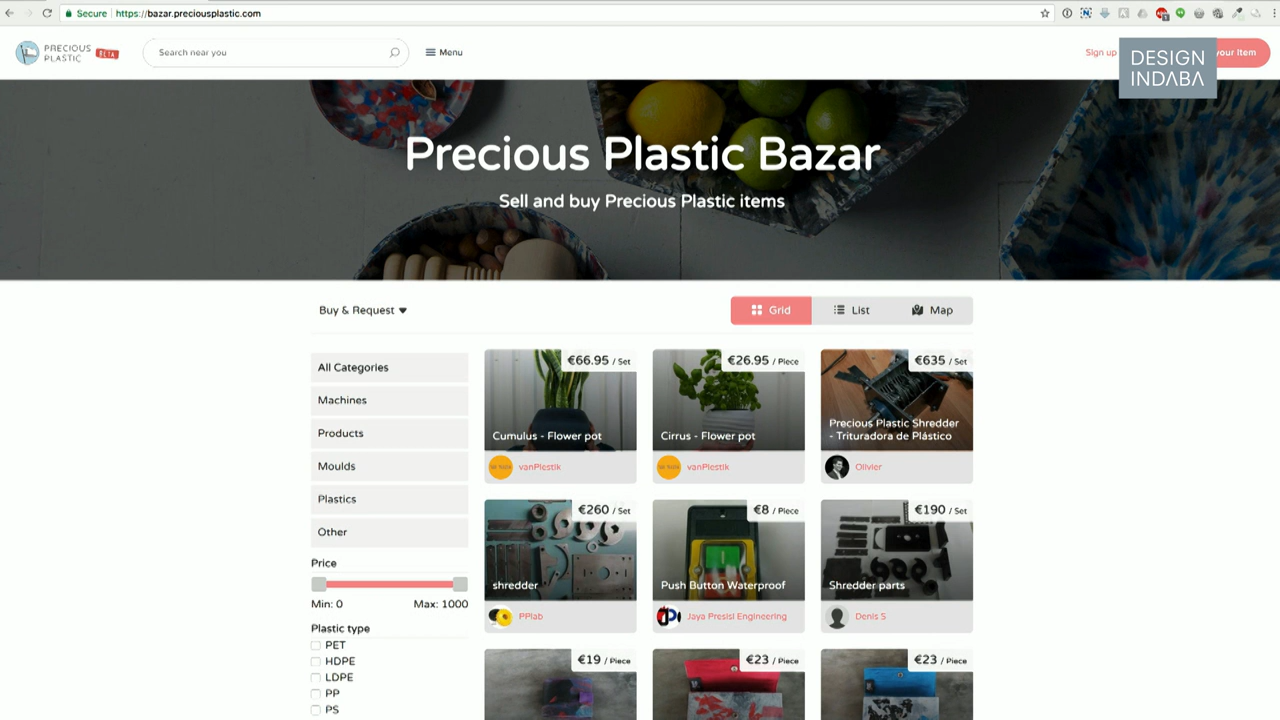 Secure
https://bazar.preciousplastic.com
PRECIOUS
PLASTIC
BETA
Search near you
Menu
Sign up
your Item
DESIGN
INDABA
Precious Plastic Bazar
Sell and buy Precious Plastic items
Buy & Request
Grid
List
Map
All Categories
Machines
Products
Moulds
Plastics
Other
Price
Min: 0
Max: 1000
Plastic type
PET
HDPE
LDPE
PP
PS
€66.95 / Set
Cumulus - Flower pot
vanPlestik
€26.95 / Piece
Cirrus - Flower pot
vanPlestik
€635 / Set
Precious Plastic Shredder
- Trituradora de Plástico
Olivier
€260 / Set
shredder
PPlab
€8 / Piece
Push Button Waterproof
Jaya Presisi Engineering
€190 / Set
Shredder parts
Denis S
€19 / Piece
€23 / Piece
€23 / Piece